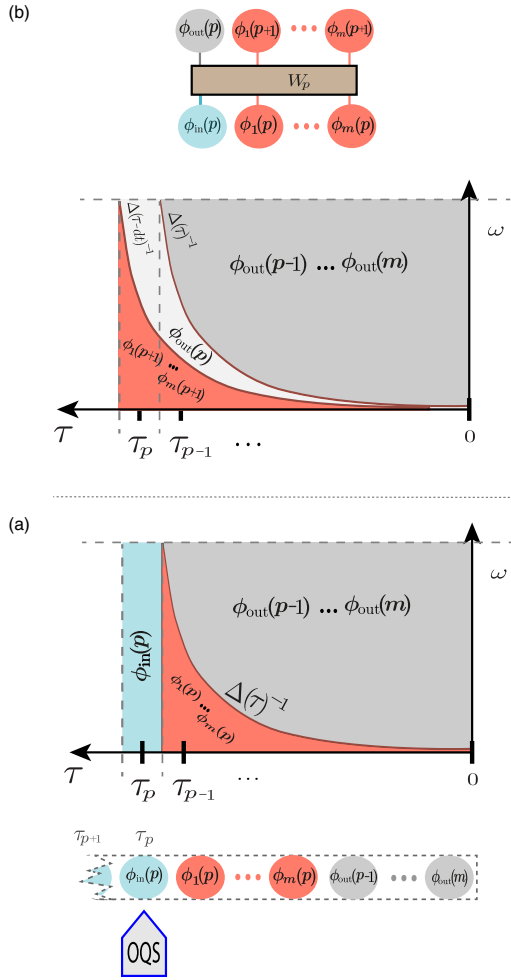 (b)
ϕout(p) ϕ1(p+1) ••• ϕm(p+1)
Wp
ϕin(p) ϕ1(p) ••• ϕm(p)
ω
Δ(τ-dt)⁻¹
Δ(τ)⁻¹
ϕout(p-1) ... ϕout(m)
ϕout(p)
ϕ1(p+1) ...
ϕm(p+1)
τ τp τp−1 ... 0
(a)
ω
ϕout(p-1) ... ϕout(m)
ϕin(p)
ϕ1(p) ...
ϕm(p)
Δ(τ)⁻¹
τ τp τp−1 ... 0
τp+1 τp
ϕin(p) ϕ1(p) ••• ϕm(p) ϕout(p-1) ••• ϕout(m)
OQS